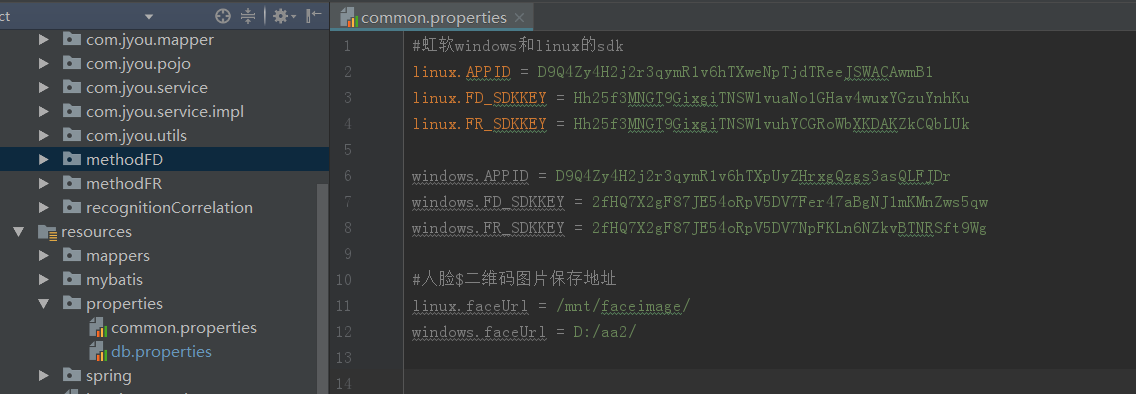 ct
com.jyou.mapper
com.jyou.pojo
com.jyou.service
com.jyou.service.impl
com.jyou.utils
methodFD
methodFR
recognitionCorrelation
resources
mappers
mybatis
properties
common.properties
db.properties
spring
common.properties
1 #虹软windows和linux的sdk
2 linux.APPID = D9Q4Zy4H2j2r3qymR1v6hTXweNpTjdTReeJSWACAwmB1
3 linux.FD_SDKKEY = Hh25f3MNGT9GixgiTNSW1vuaNo1GHav4wuxYGzuYnhKu
4 linux.FR_SDKKEY = Hh25f3MNGT9GixgiTNSW1vuhYCGRoWbXKDAKZkCQbLUk
5
6 windows.APPID = D9Q4Zy4H2j2r3qymR1v6hTXpUyZHrxgQzgs3asQLFJDr
7 windows.FD_SDKKEY = 2fHQ7X2gF87JE54oRpV5DV7Fer47aBgNJ1mKMnZws5qw
8 windows.FR_SDKKEY = 2fHQ7X2gF87JE54oRpV5DV7NpFKLn6NZkvBTNRSft9Wg
9
10 #人脸$二维码图片保存地址
11 linux.faceUrl = /mnt/faceimage/
12 windows.faceUrl = D:/aa2/
13
14